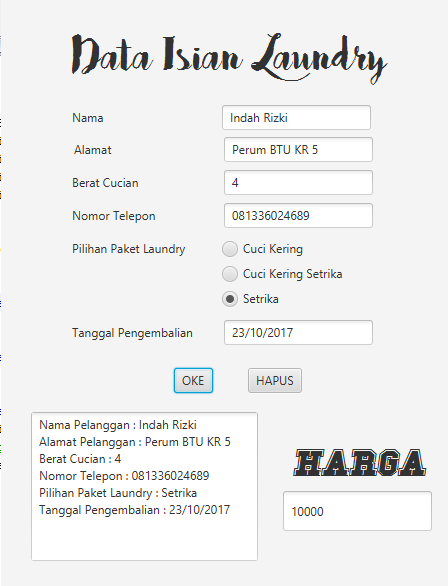 Data Isian Laundry
Nama Indah Rizki
Alamat Perum BTU KR 5
Berat Cucian 4
Nomor Telepon 081336024689
Pilihan Paket Laundry Cuci Kering
Cuci Kering Setrika
Setrika
Tanggal Pengembalian 23/10/2017
OKE HAPUS
Nama Pelanggan : Indah Rizki
Alamat Pelanggan : Perum BTU KR 5
Berat Cucian : 4
Nomor Telepon : 081336024689
Pilihan Paket Laundry : Setrika
Tanggal Pengembalian : 23/10/2017
HARGA
10000